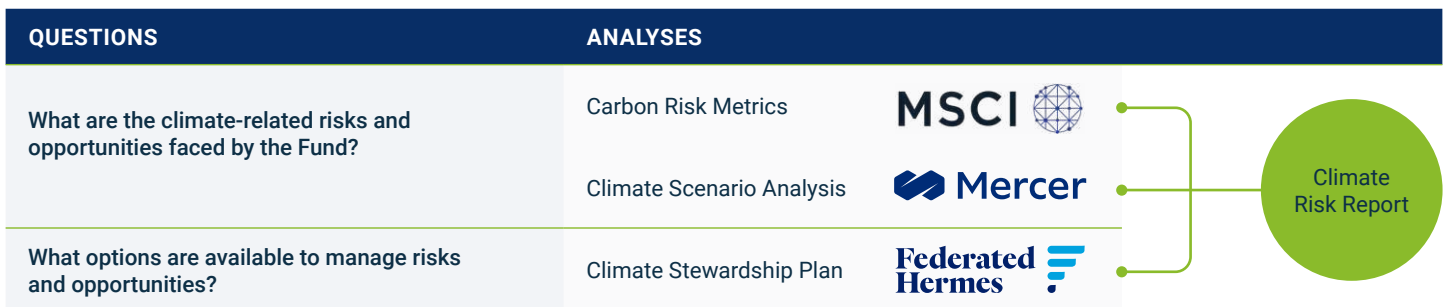 QUESTIONS
ANALYSES
What are the climate-related risks and
opportunities faced by the Fund?
Carbon Risk Metrics
MSCI
Climate Scenario Analysis
Mercer
What options are available to manage risks
and opportunities?
Climate Stewardship Plan
Federated
Hermes
Climate
Risk Report